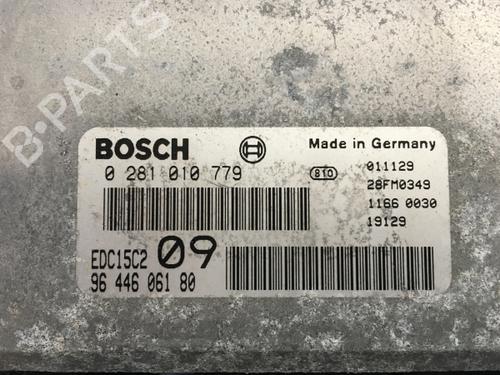 B-PARTS
BOSCH
Made in Germany
0 281 010 779
810
011129
28FM0349
1166 0030
19129
EDC15C2 09
96 446 061 80